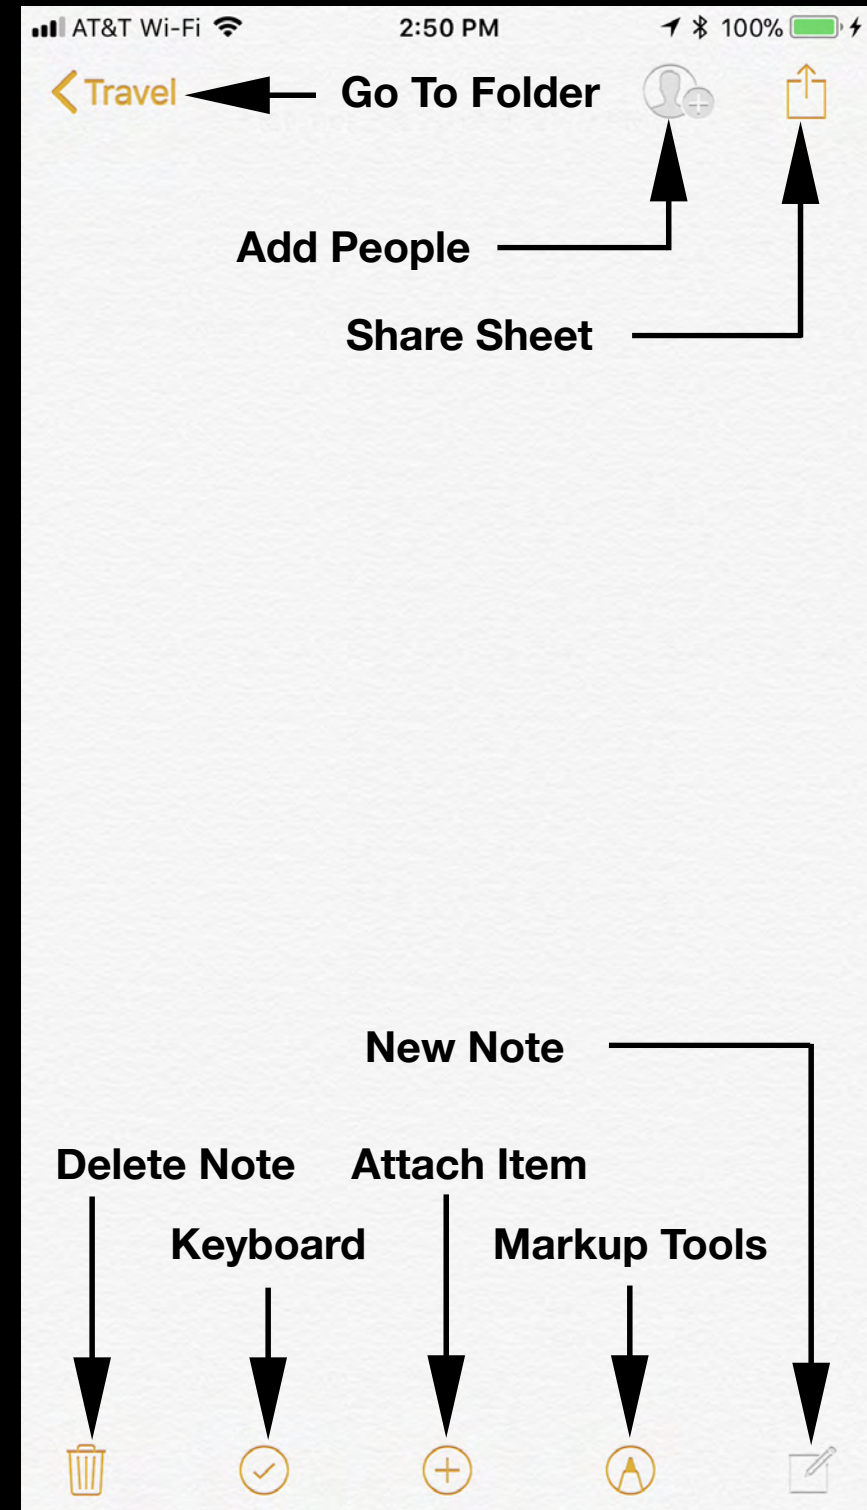 AT&T Wi-Fi 2:50 PM 100%
Travel Go To Folder
Add People
Share Sheet
New Note
Delete Note Attach Item
Keyboard Markup Tools